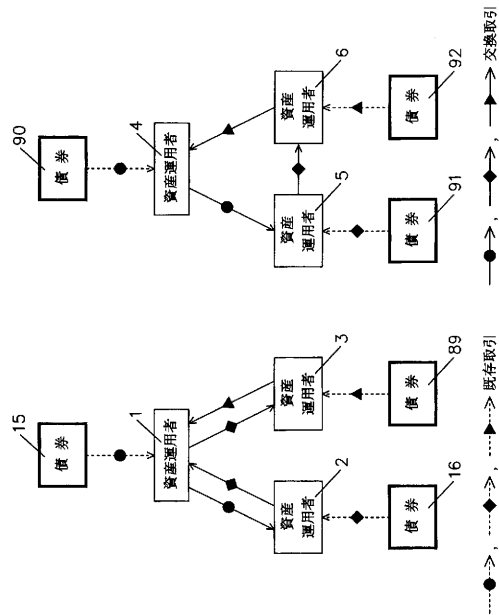 15
債券
1
資産運用者
2
資産
運用者
3
資産
運用者
16
債券
89
債券
90
債券
4
資産運用者
5
資産
運用者
6
資産
運用者
91
債券
92
債券
既存取引
交換取引